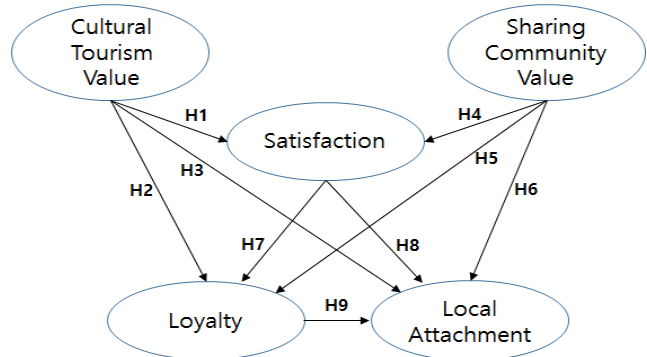 Cultural
Tourism
Value
Sharing
Community
Value
H1
H4
Satisfaction
H2
H3
H5
H6
H7
H8
Loyalty
H9
Local
Attachment